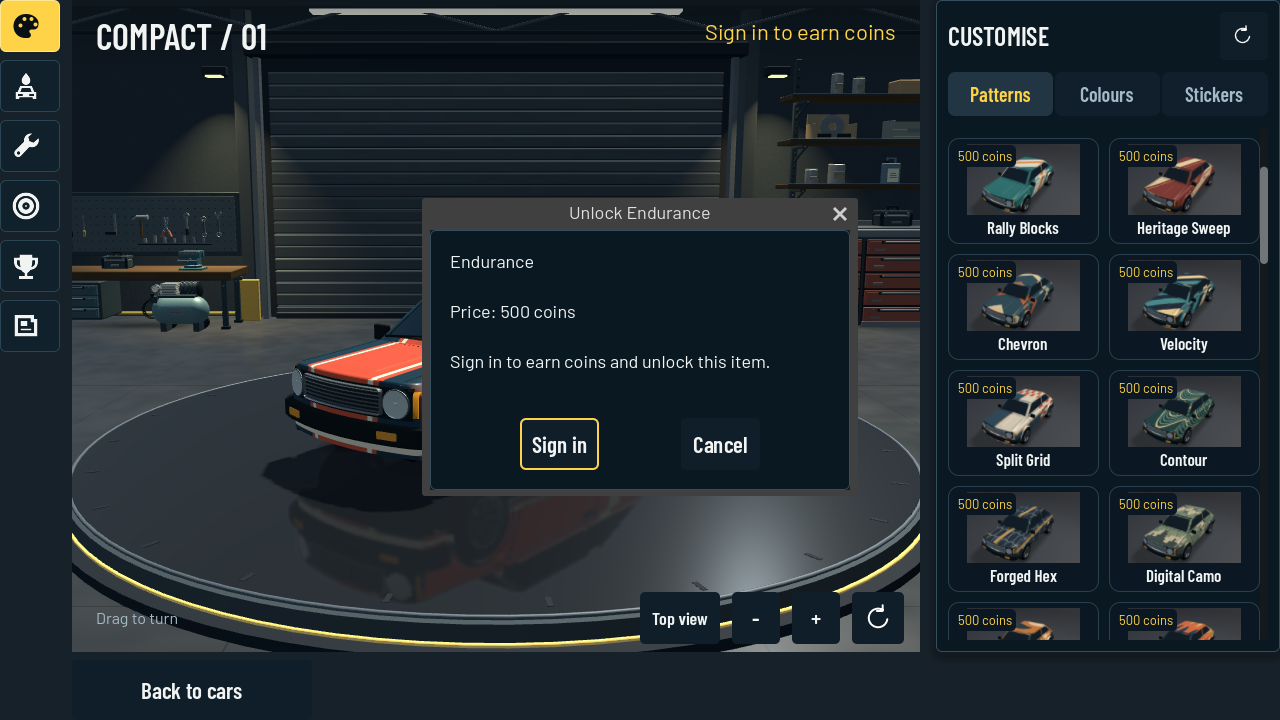 COMPACT / 01
Sign in to earn coins
CUSTOMISE
Patterns
Colours
Stickers
500 coins
Rally Blocks
500 coins
Heritage Sweep
500 coins
Chevron
500 coins
Velocity
500 coins
Split Grid
500 coins
Contour
500 coins
Forged Hex
500 coins
Digital Camo
500 coins
500 coins
Unlock Endurance
Endurance
Price: 500 coins
Sign in to earn coins and unlock this item.
Sign in
Cancel
Drag to turn
Top view
-
+
Back to cars